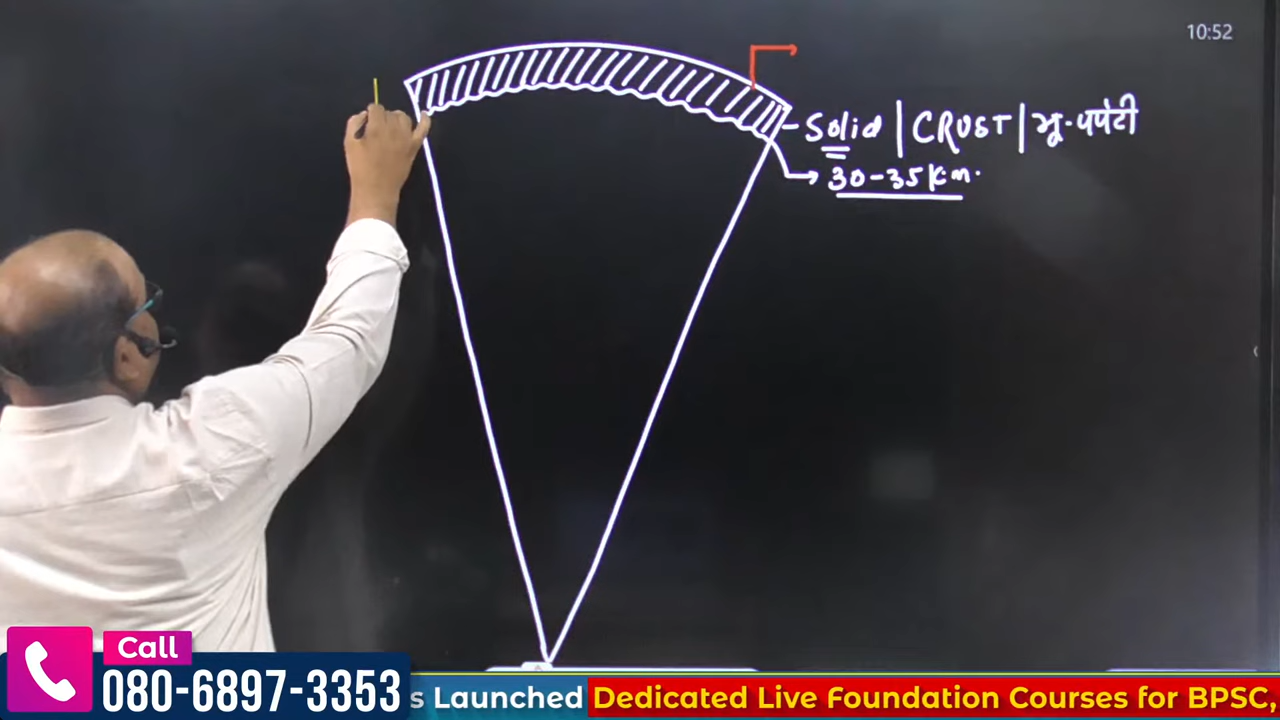 10:52
Solid | CRUST | भू-पर्पटी
30-35 km.
Call
080-6897-3353
s Launched Dedicated Live Foundation Courses for BPSC,